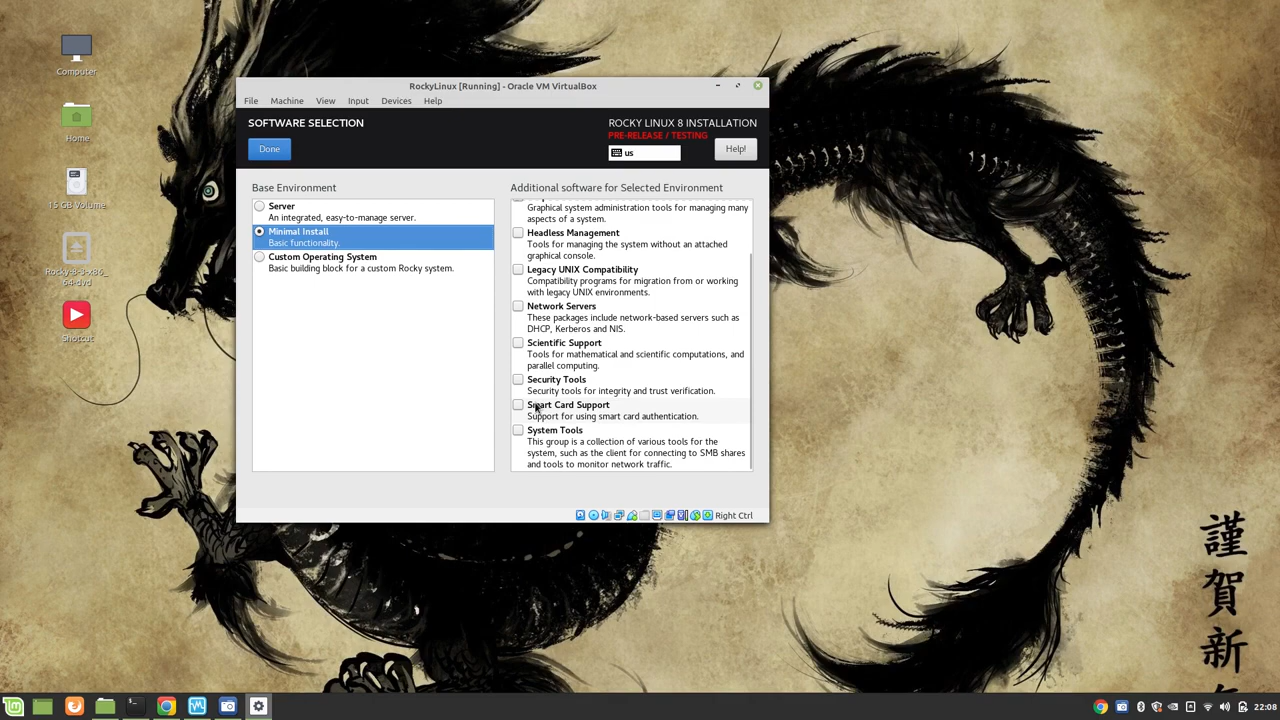 Computer
Home
15 GB Volume
Rocky-8-3-x86_
64-dvd
Shotcut
RockyLinux [Running] - Oracle VM VirtualBox
File Machine View Input Devices Help
SOFTWARE SELECTION
ROCKY LINUX 8 INSTALLATION
PRE-RELEASE / TESTING
Done
us
Help!
Base Environment
Server
An integrated, easy-to-manage server.
Minimal Install
Basic functionality.
Custom Operating System
Basic building block for a custom Rocky system.
Additional software for Selected Environment
Graphical system administration tools for managing many
aspects of a system.
Headless Management
Tools for managing the system without an attached
graphical console.
Legacy UNIX Compatibility
Compatibility programs for migration from or working
with legacy UNIX environments.
Network Servers
These packages include network-based servers such as
DHCP, Kerberos and NIS.
Scientific Support
Tools for mathematical and scientific computations, and
parallel computing.
Security Tools
Security tools for integrity and trust verification.
Smart Card Support
Support for using smart card authentication.
System Tools
This group is a collection of various tools for the
system, such as the client for connecting to SMB shares
and tools to monitor network traffic.
Right Ctrl
謹賀新
22:08